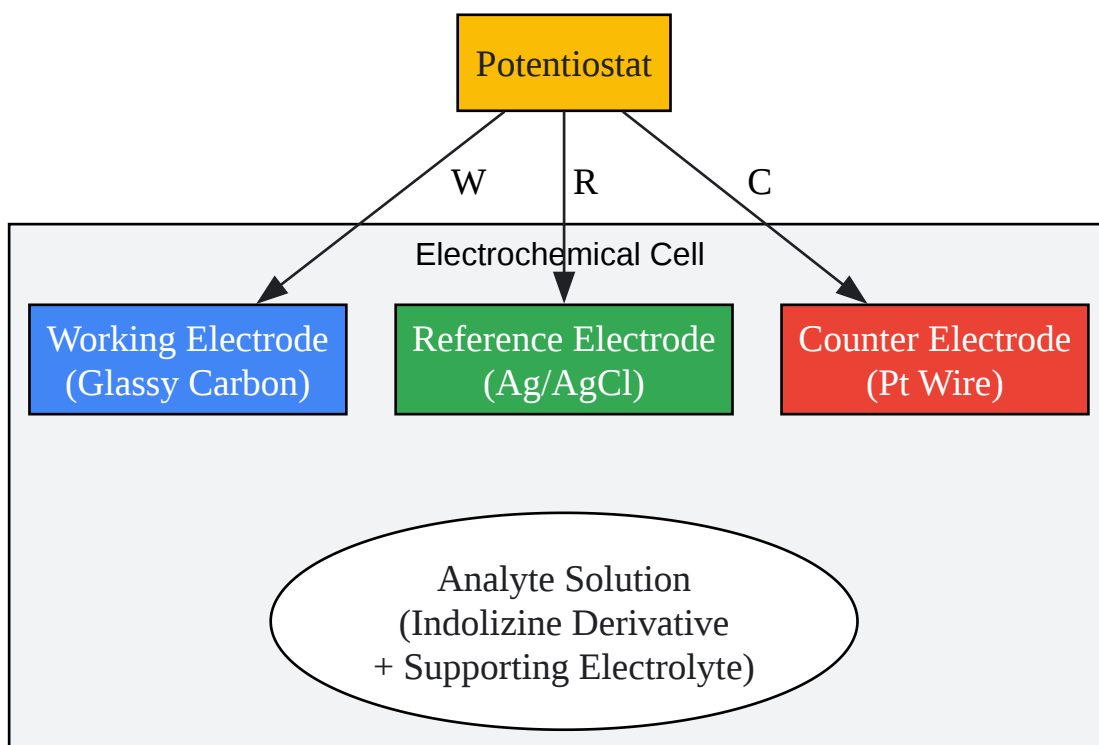 Potentiostat
W
R
C
Electrochemical Cell
Working Electrode
(Glassy Carbon)
Reference Electrode
(Ag/AgCl)
Counter Electrode
(Pt Wire)
Analyte Solution
(Indolizine Derivative
+ Supporting Electrolyte)